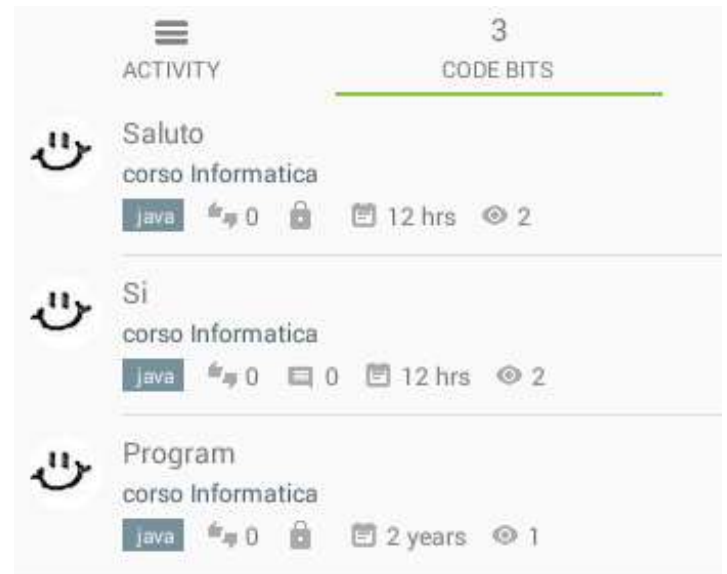 3
ACTIVITY CODE BITS
Saluto
corso Informatica
java 0 12 hrs 2
Si
corso Informatica
java 0 0 12 hrs 2
Program
corso Informatica
java 0 2 years 1